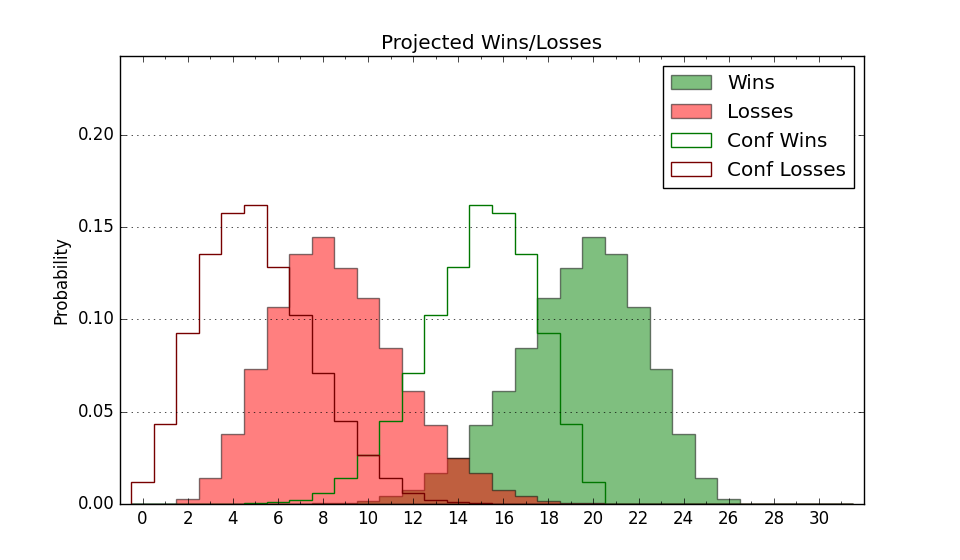 Projected Wins/Losses
Wins
Losses
Conf Wins
Conf Losses
Probability
0.20
0.15
0.10
0.05
0.00
0 2 4 6 8 10 12 14 16 18 20 22 24 26 28 30